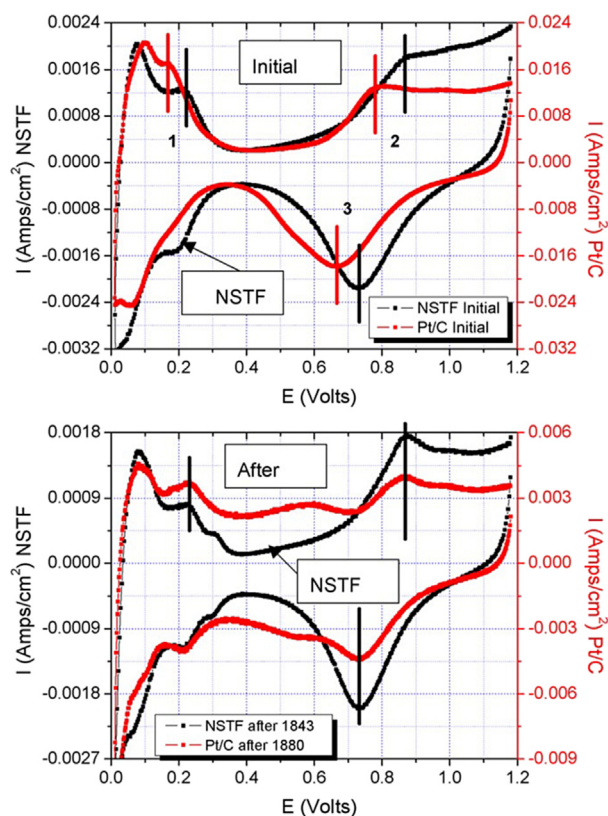 0.0024
0.0016
0.0008
0.0000
-0.0008
-0.0016
-0.0024
-0.0032
I (Amps/cm²) NSTF
0.024
0.016
0.008
0.000
-0.008
-0.016
-0.024
-0.032
I (Amps/cm²) Pt/C
Initial
1
2
3
NSTF
NSTF Initial
Pt/C Initial
0.0 0.2 0.4 0.6 0.8 1.0 1.2
E (Volts)
0.0018
0.0009
0.0000
-0.0009
-0.0018
-0.0027
I (Amps/cm²) NSTF
0.006
0.003
0.000
-0.003
-0.006
-0.009
I (Amps/cm²) Pt/C
After
NSTF
NSTF after 1843
Pt/C after 1880
0.0 0.2 0.4 0.6 0.8 1.0 1.2
E (Volts)